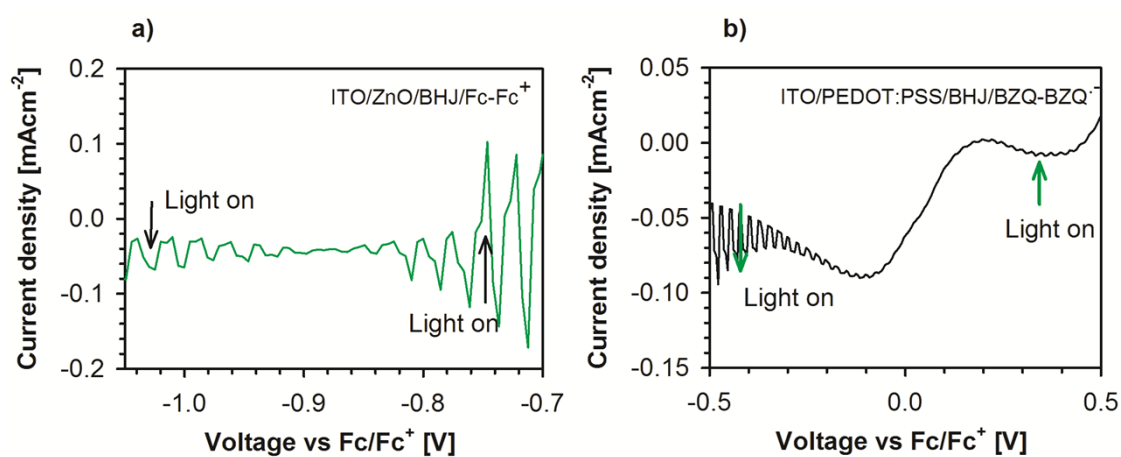 a)
b)
ITO/ZnO/BHJ/Fc-Fc⁺
Current density [mAcm⁻²]
0.2
0.1
0.0
-0.1
-0.2
Light on
Light on
-1.0
-0.9
-0.8
-0.7
Voltage vs Fc/Fc⁺ [V]
ITO/PEDOT:PSS/BHJ/BZQ-BZQ·⁻
Current density [mAcm⁻²]
0.05
0.00
-0.05
-0.10
-0.15
Light on
Light on
-0.5
0.0
0.5
Voltage vs Fc/Fc⁺ [V]